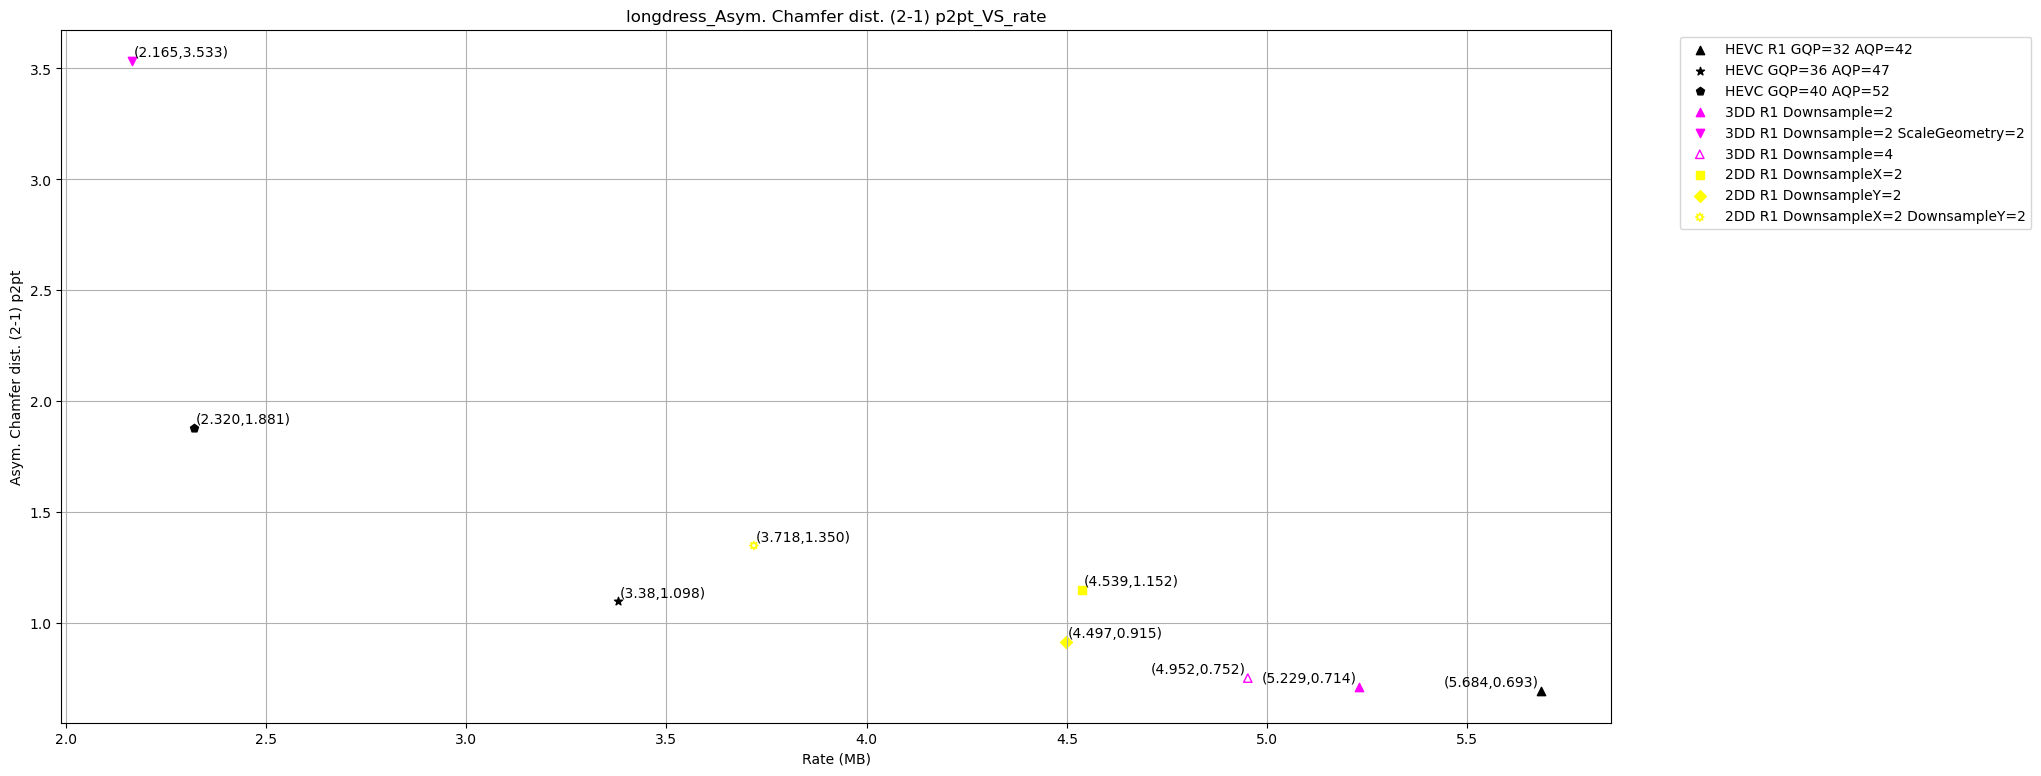 longdress_Asym. Chamfer dist. (2-1) p2pt_VS_rate
HEVC R1 GQP=32 AQP=42
HEVC GQP=36 AQP=47
HEVC GQP=40 AQP=52
3DD R1 Downsample=2
3DD R1 Downsample=2 ScaleGeometry=2
3DD R1 Downsample=4
2DD R1 DownsampleX=2
2DD R1 DownsampleY=2
2DD R1 DownsampleX=2 DownsampleY=2
Asym. Chamfer dist. (2-1) p2pt
3.5
3.0
2.5
2.0
1.5
1.0
(2.165,3.533)
(2.320,1.881)
(3.718,1.350)
(3.38,1.098)
(4.539,1.152)
(4.497,0.915)
(4.952,0.752)
(5.229,0.714)
(5.684,0.693)
2.0
2.5
3.0
3.5
4.0
4.5
5.0
5.5
Rate (MB)